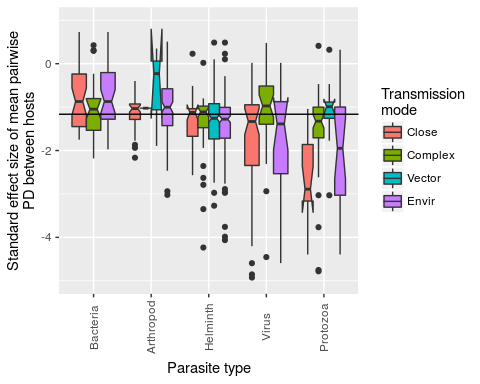 Standard effect size of mean pairwise
PD between hosts
0
-2
-4
Bacteria
Arthropod
Helminth
Virus
Protozoa
Parasite type
Transmission
mode
Close
Complex
Vector
Envir